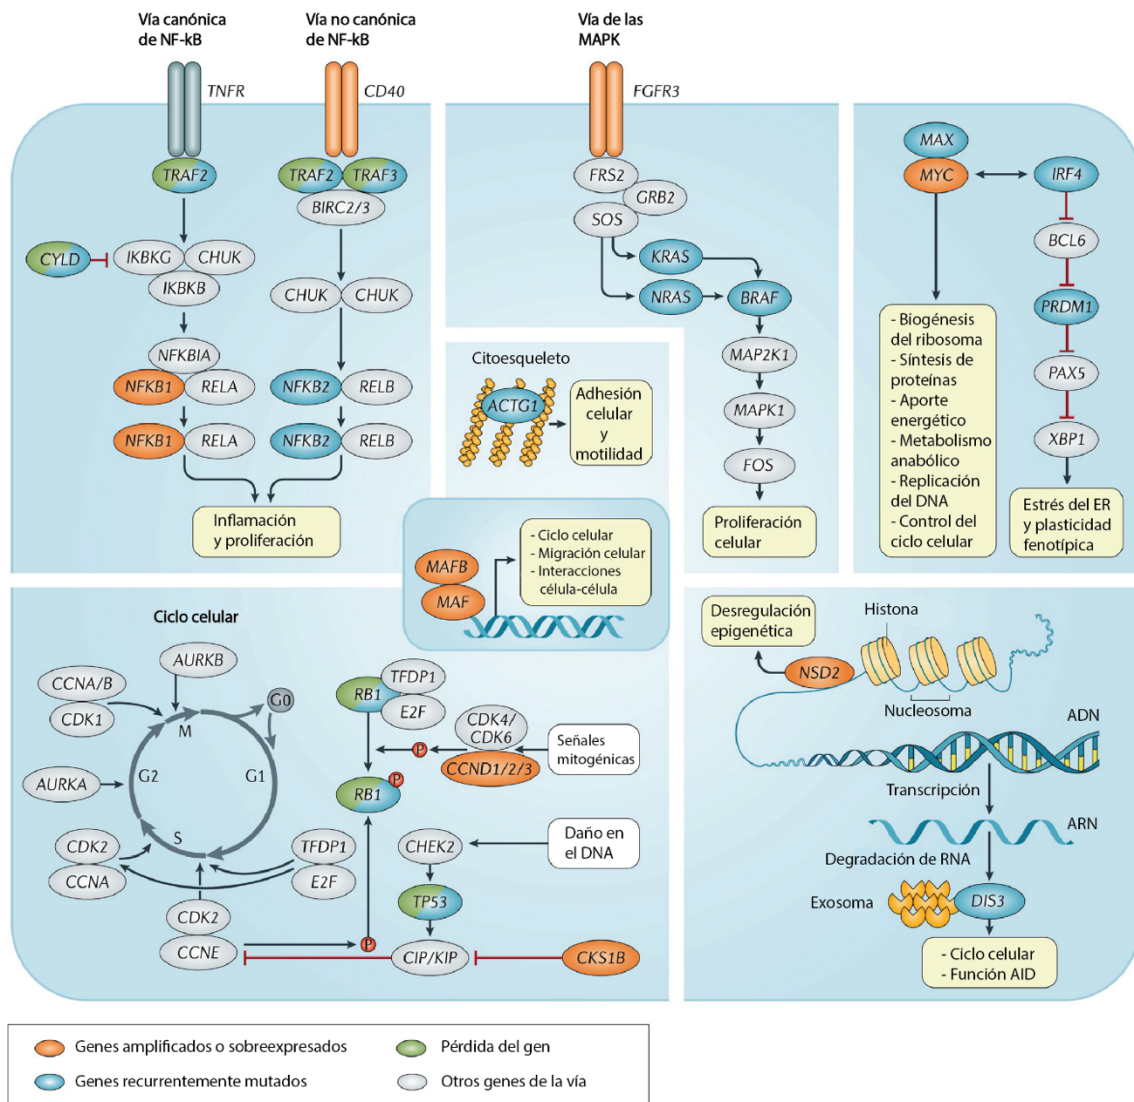 Vía canónica
de NF-kB
TNFR
TRAF2
CYLD
IKBKG
CHUK
IKBKB
NFKBIA
NFKB1
RELA
NFKB1
RELA
Vía no canónica
de NF-kB
CD40
TRAF2
TRAF3
BIRC2/3
CHUK
CHUK
NFKB2
RELB
NFKB2
RELB
Inflamación
y proliferación
Vía de las
MAPK
FGFR3
FRS2
GRB2
SOS
KRAS
NRAS
BRAF
MAP2K1
MAPK1
FOS
Proliferación
celular
Citoesqueleto
ACTG1
Adhesión
celular
y
motilidad
MAFB
MAF
- Ciclo celular
- Migración celular
- Interacciones
célula-célula
MAX
MYC
IRF4
BCL6
PRDM1
PAX5
XBP1
- Biogénesis
del ribosoma
- Síntesis de
proteínas
- Aporte
energético
- Metabolismo
anabólico
- Replicación
del DNA
- Control del
ciclo celular
Estrés del ER
y plasticidad
fenotípica
Ciclo celular
AURKB
CCNA/B
CDK1
G0
M
G1
G2
S
AURKA
CDK2
CCNA
TFDP1
E2F
CDK2
CCNE
RB1
TFDP1
E2F
CDK4/
CDK6
CCND1/2/3
P
Señales
mitogénicas
P
RB1
CHEK2
Daño en
el DNA
TP53
P
CIP/KIP
CKS1B
Desregulación
epigenética
Histona
NSD2
Nucleosoma
ADN
Transcripción
ARN
Degradación de RNA
Exosoma
DIS3
- Ciclo celular
- Función AID
Genes amplificados o sobreexpresados
Pérdida del gen
Genes recurrentemente mutados
Otros genes de la vía